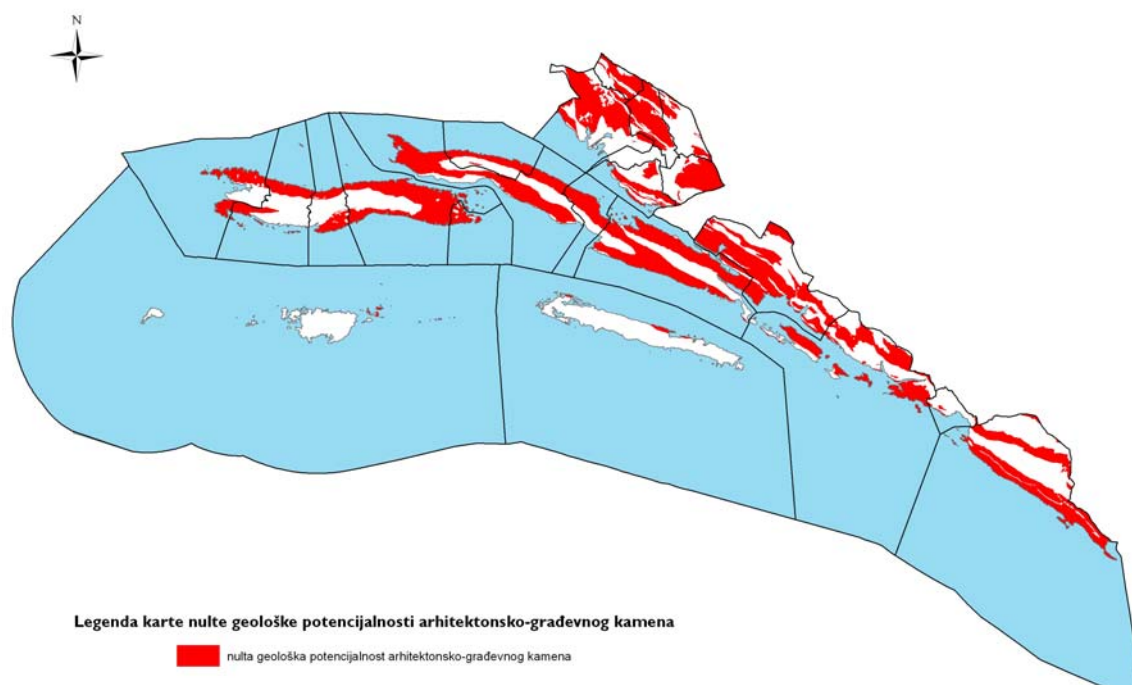 N
Legenda karte nulte geološke potencijalnosti arhitektonsko-građevnog kamena
nulta geološka potencijalnost arhitektonsko-građevnog kamena